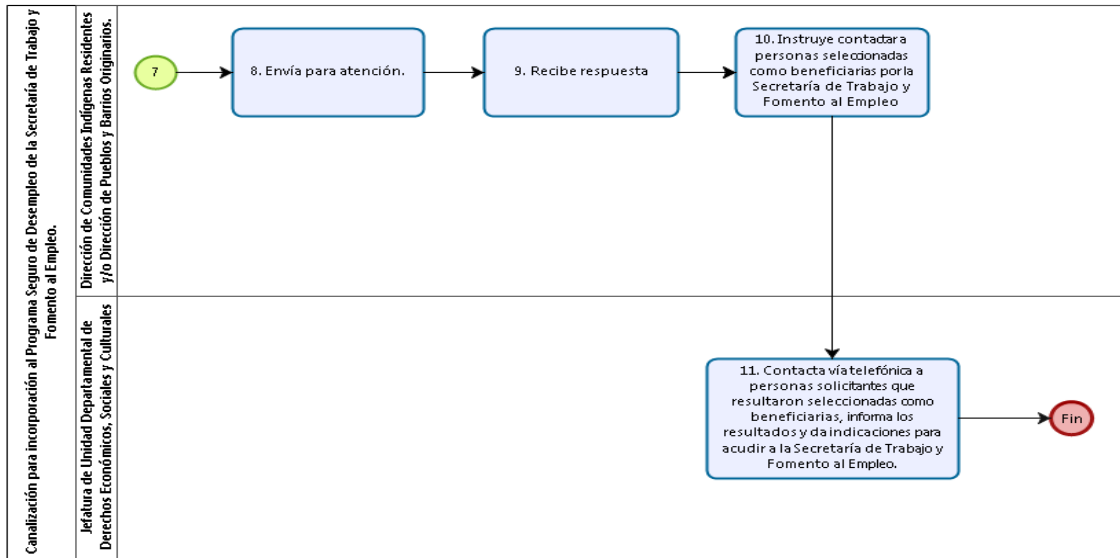 Canalización para incorporación al Programa Seguro de Desempleo de la Secretaría de Trabajo y
Fomento al Empleo.
Dirección de Comunidades Indígenas Residentes
y/o Dirección de Pueblos y Barrios Originarios.
7
8. Envía para atención.
9. Recibe respuesta
10. Instruye contactar a
personas seleccionadas
como beneficiarias por la
Secretaría de Trabajo y
Fomento al Empleo
Jefatura de Unidad Departamental de
Derechos Económicos, Sociales y Culturales
11. Contacta vía telefónica a
personas solicitantes que
resultaron seleccionadas como
beneficiarias, informa los
resultados y da indicaciones para
acudir a la Secretaría de Trabajo y
Fomento al Empleo.
Fin